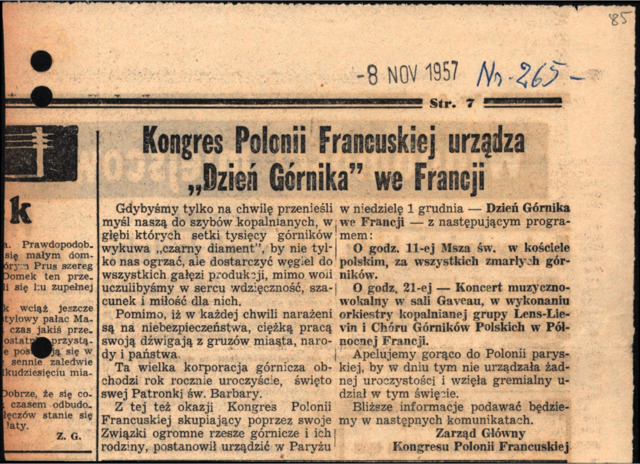 '85
-8 NOV 1957 Nr-265-
Str. 7
Kongres Polonii Francuskiej urządza
„Dzień Górnika” we Francji
k
a. Prawdopodob.
się małym dom-
órym Prus szereg
Domek ten prze-
li się ku zupełnej
k wciąż jeszcze
tylowy pałac Ma-
czas jakiś prze-
ostatni przystą-
się w
sennie zaledwie
lkudziesięciu mia-
Dobrze, że się co-
czasem odbudo-
łęczów stanie się
laty.
Z. G.
Gdybyśmy tylko na chwilę przenieśli
myśl naszą do szybów kopalnianych, w
głębi których setki tysięcy górników
wykuwa „czarny diament”, by nie tyl-
ko nas ogrzać, ale dostarczyć węgiel do
wszystkich gałęzi produkcji, mimo woli
uczulibyśmy w sercu wdzięczność, sza-
cunek i miłość dla nich.
Pomimo, iż w każdej chwili narażeni
są na niebezpieczeństwa, ciężką pracą
swoją dźwigają z gruzów miasta, naro-
dy i państwa.
Ta wielka korporacja górnicza ob-
chodzi rok rocznie uroczyście, święto
swej Patronki św. Barbary.
Z tej też okazji Kongres Polonii
Francuskiej skupiający poprzez swoje
Związki ogromne rzesze górnicze i ich
rodziny, postanowił urządzić w Paryżu
w niedzielę 1 grudnia — Dzień Górnika
we Francji — z następującym progra-
mem:
O godz. 11-ej Msza św. w kościele
polskim, za wszystkich zmarłych gór-
ników.
O godz. 21-ej — Koncert muzyczno-
wokalny w sali Gaveau, w wykonaniu
orkiestry kopalnianej grupy Lens-Lie-
vin i Chóru Górników Polskich w Pół-
nocnej Francji.
Apelujemy gorąco do Polonii parys-
kiej, by w dniu tym nie urządzała żad-
nej uroczystości i wzięła gremialny u-
dział w tym święcie.
Bliższe informacje podawać będzie-
my w następnych komunikatach.
Zarząd Główny
Kongresu Polonii Francuskiej